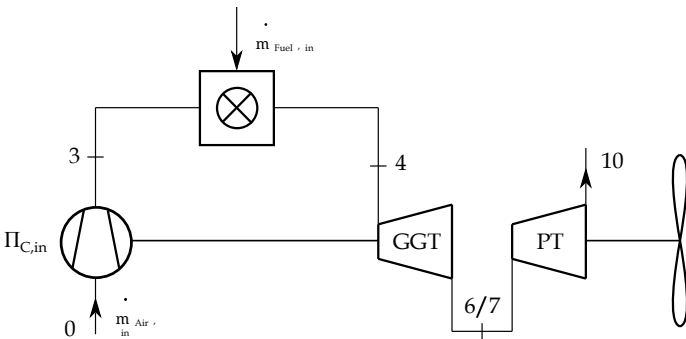 ṁ Fuel, in
3
4
10
Π C,in
GGT
PT
6/7
0
ṁ in Air,